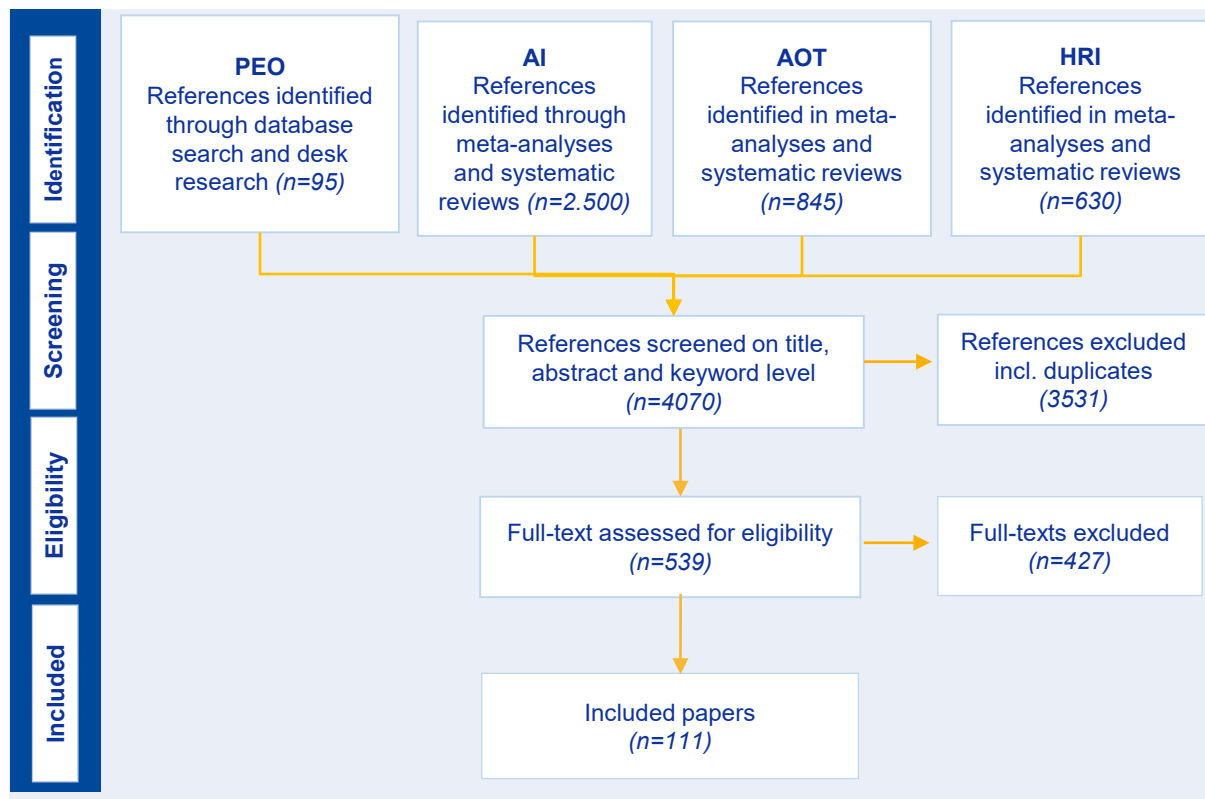 Identification
PEO
References identified
through database
search and desk
research (n=95)
AI
References
identified through
meta-analyses
and systematic
reviews (n=2.500)
AOT
References
identified in meta-
analyses and
systematic reviews
(n=845)
HRI
References
identified in meta-
analyses and
systematic reviews
(n=630)
Screening
References screened on title,
abstract and keyword level
(n=4070)
References excluded
incl. duplicates
(3531)
Eligibility
Full-text assessed for eligibility
(n=539)
Full-texts excluded
(n=427)
Included
Included papers
(n=111)